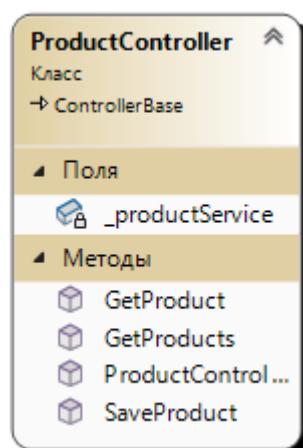 ProductController
Класс
ControllerBase
Поля
_productService
Методы
GetProduct
GetProducts
ProductControl...
SaveProduct